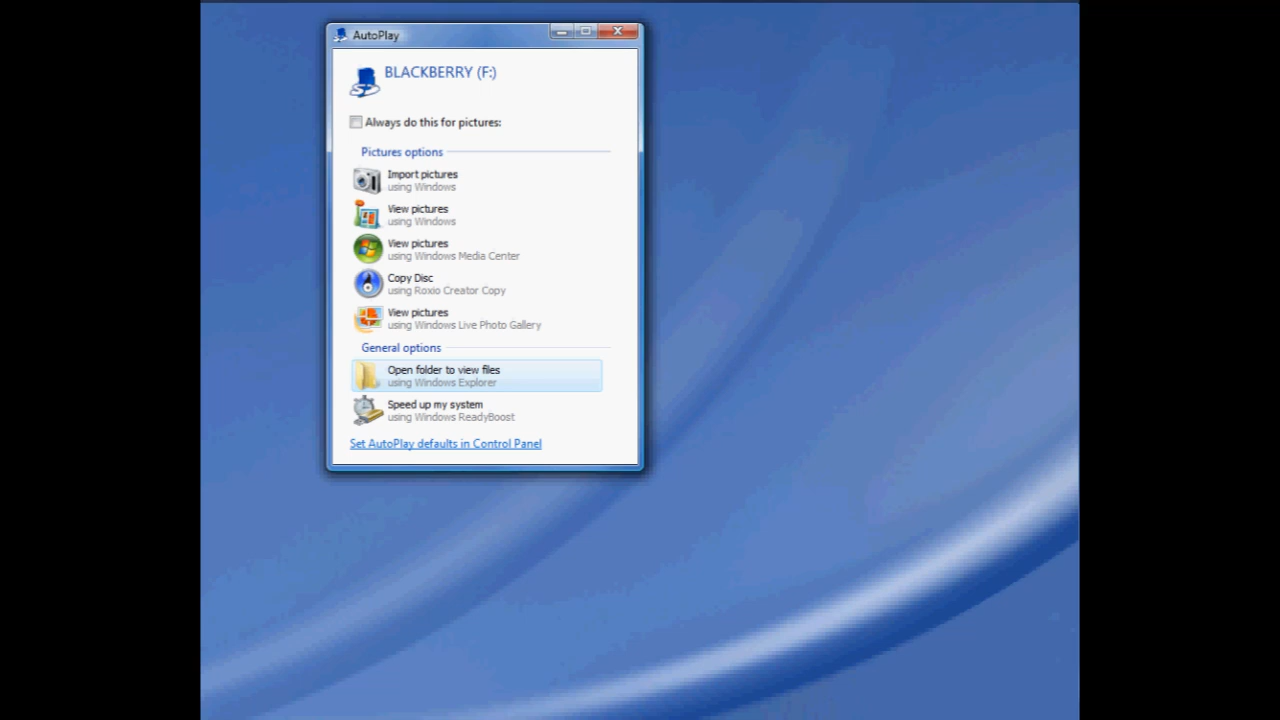 AutoPlay
BLACKBERRY (F:)
Always do this for pictures:
Pictures options
Import pictures
using Windows
View pictures
using Windows
View pictures
using Windows Media Center
Copy Disc
using Roxio Creator Copy
View pictures
using Windows Live Photo Gallery
General options
Open folder to view files
using Windows Explorer
Speed up my system
using Windows ReadyBoost
Set AutoPlay defaults in Control Panel